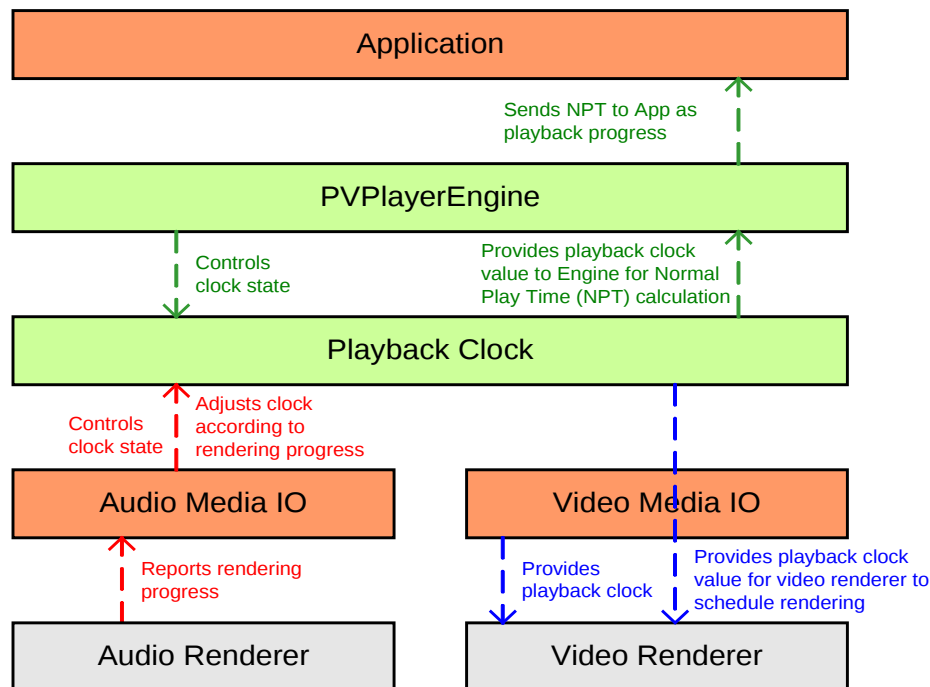 Application
Sends NPT to App as
playback progress
PVPlayerEngine
Controls
clock state
Provides playback clock
value to Engine for Normal
Play Time (NPT) calculation
Playback Clock
Controls
clock state
Adjusts clock
according to
rendering progress
Audio Media IO
Video Media IO
Reports rendering
progress
Provides
playback clock
Provides playback clock
value for video renderer to
schedule rendering
Audio Renderer
Video Renderer